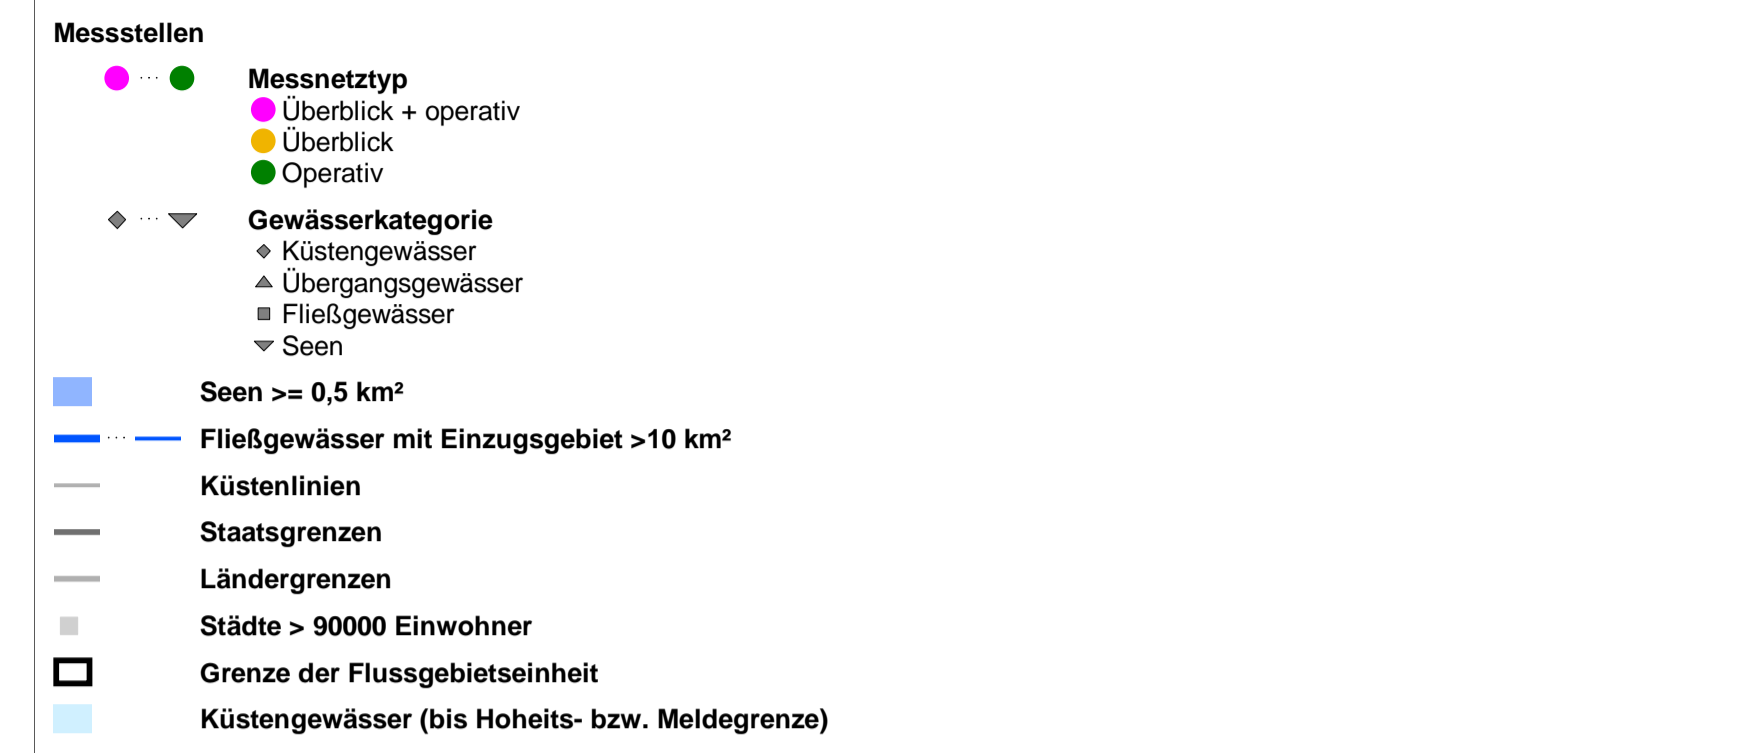 Messstellen
Messnetztyp
Überblick + operativ
Überblick
Operativ
Gewässerkategorie
Küstengewässer
Übergangsgewässer
Fließgewässer
Seen
Seen >= 0,5 km²
Fließgewässer mit Einzugsgebiet >10 km²
Küstenlinien
Staatsgrenzen
Ländergrenzen
Städte > 90000 Einwohner
Grenze der Flussgebietseinheit
Küstengewässer (bis Hoheits- bzw. Meldegrenze)